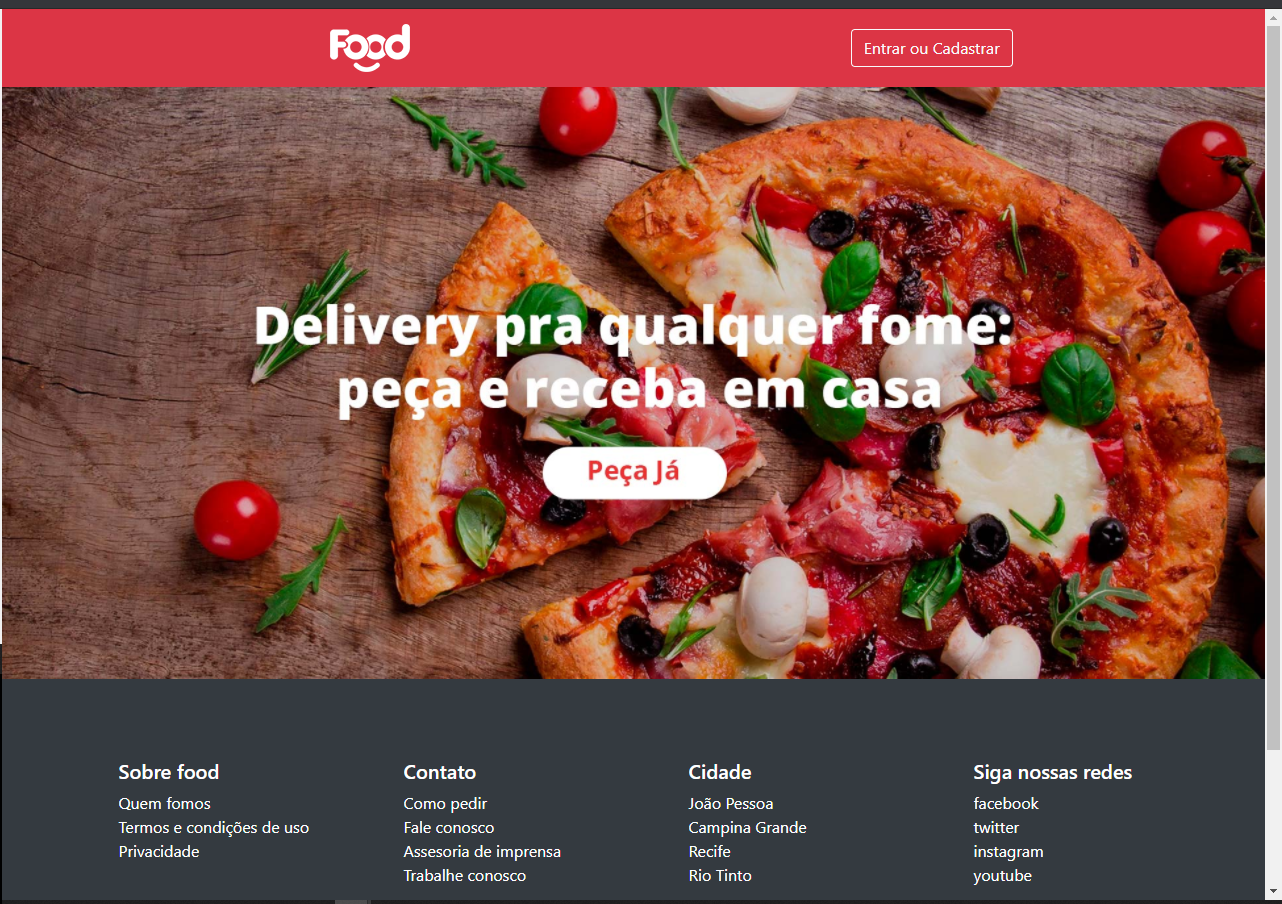 Food
Entrar ou Cadastrar
Delivery pra qualquer fome:
peça e receba em casa
Peça Já
Sobre food
Quem fomos
Termos e condições de uso
Privacidade
Contato
Como pedir
Fale conosco
Assesoria de imprensa
Trabalhe conosco
Cidade
João Pessoa
Campina Grande
Recife
Rio Tinto
Siga nossas redes
facebook
twitter
instagram
youtube